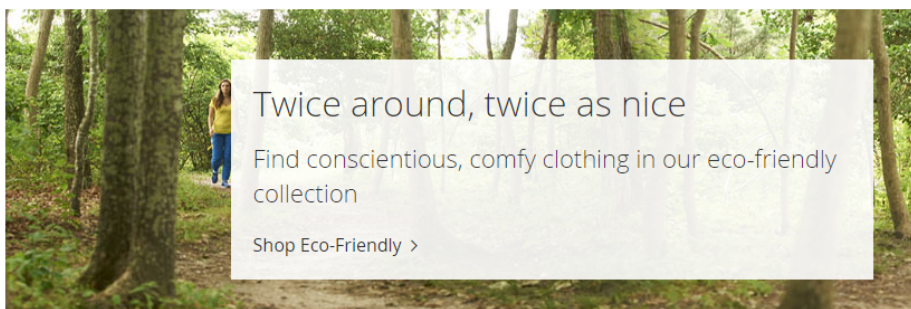 Twice around, twice as nice
Find conscientious, comfy clothing in our eco-friendly
collection
Shop Eco-Friendly >